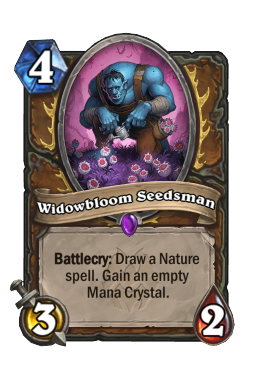 4
Widowbloom Seedsman
Battlecry: Draw a Nature
spell. Gain an empty
Mana Crystal.
3
2